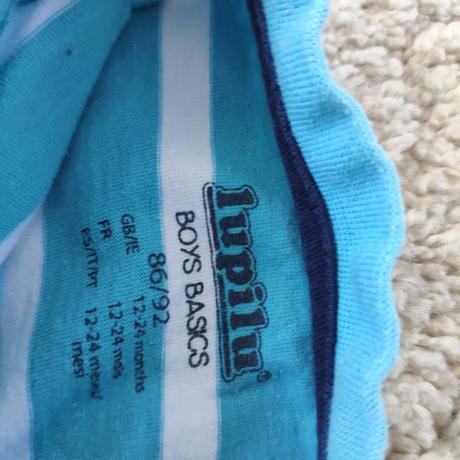 lupilu®
BOYS BASICS
86/92
GB/IE 12-24 months
FR 12-24 mois
ES/IT/PT 12-24 meses/
mesi